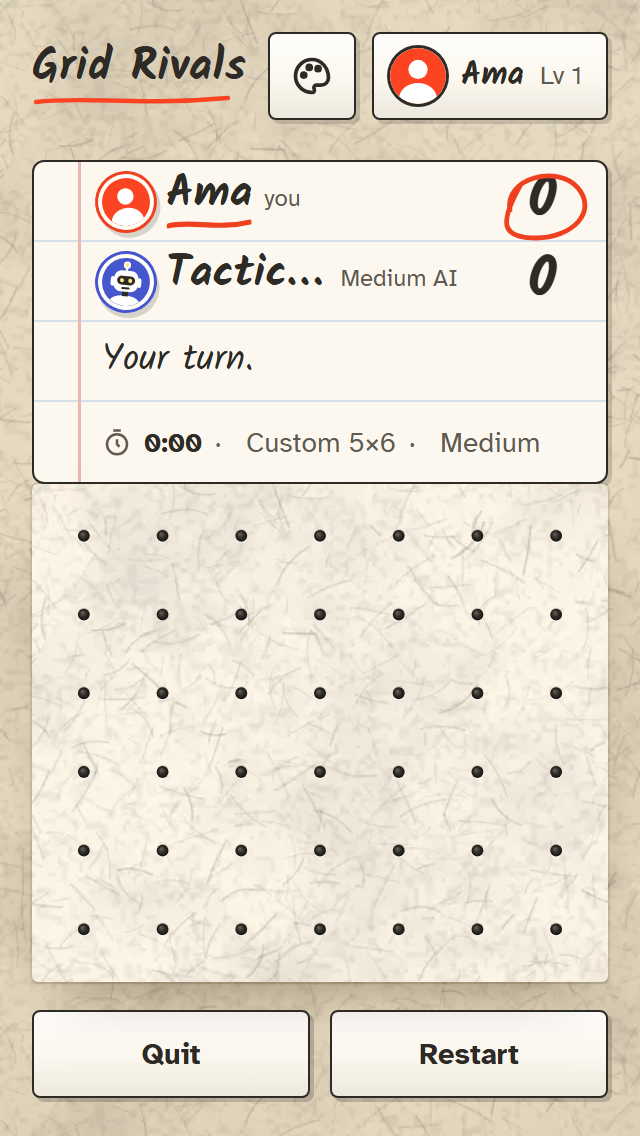 Grid Rivals
Ama Lv 1
Ama you 0
Tactic... Medium AI 0
Your turn.
0:00 · Custom 5×6 · Medium
Quit
Restart